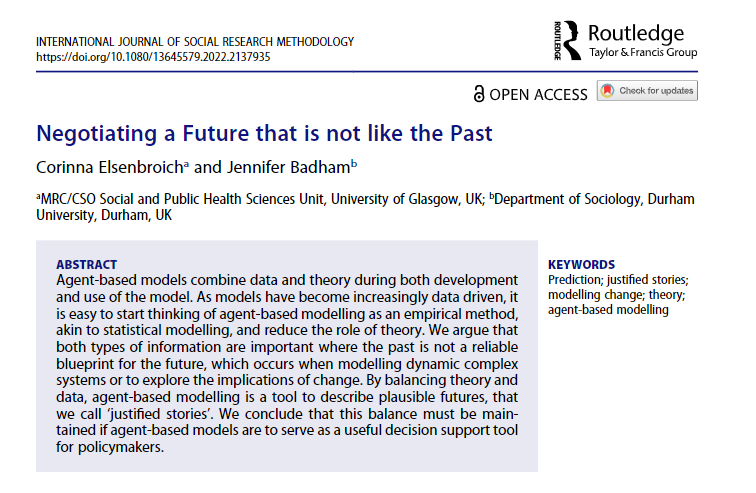 INTERNATIONAL JOURNAL OF SOCIAL RESEARCH METHODOLOGY
https://doi.org/10.1080/13645579.2022.2137935
ROUTLEDGE
Routledge
Taylor & Francis Group
OPEN ACCESS
Check for updates
Negotiating a Future that is not like the Past
Corinna Elsenbroichᵃ and Jennifer Badhamᵇ
ᵃMRC/CSO Social and Public Health Sciences Unit, University of Glasgow, UK; ᵇDepartment of Sociology, Durham
University, Durham, UK
ABSTRACT
Agent-based models combine data and theory during both development
and use of the model. As models have become increasingly data driven, it
is easy to start thinking of agent-based modelling as an empirical method,
akin to statistical modelling, and reduce the role of theory. We argue that
both types of information are important where the past is not a reliable
blueprint for the future, which occurs when modelling dynamic complex
systems or to explore the implications of change. By balancing theory and
data, agent-based modelling is a tool to describe plausible futures, that
we call ‘justified stories’. We conclude that this balance must be main-
tained if agent-based models are to serve as a useful decision support tool
for policymakers.
KEYWORDS
Prediction; justified stories;
modelling change; theory;
agent-based modelling